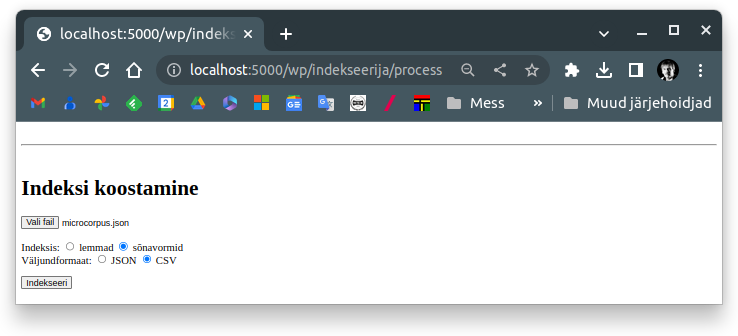 localhost:5000/wp/indeks
localhost:5000/wp/indekseerija/process
2
Mess
»
Muud järjehoidjad
Indeksi koostamine
Vali fail microcorpus.json
Indeksis: lemmad sõnavormid
Väljundformaat: JSON CSV
Indekseeri